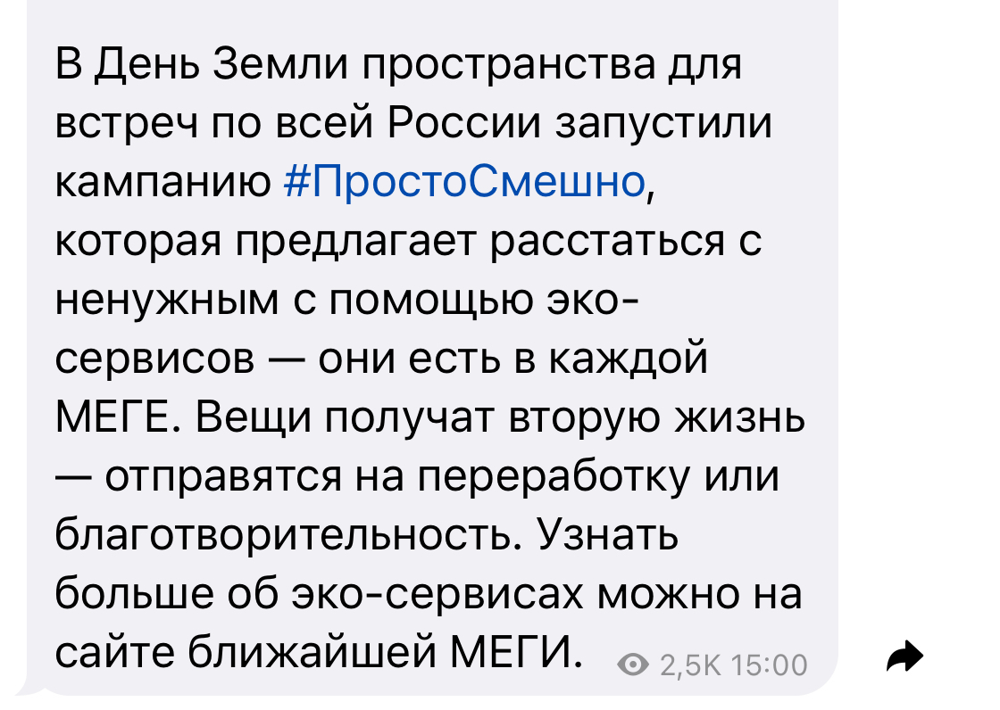 В День Земли пространства для
встреч по всей России запустили
кампанию #ПростоСмешно,
которая предлагает расстаться с
ненужным с помощью эко-
сервисов — они есть в каждой
МЕГЕ. Вещи получат вторую жизнь
— отправятся на переработку или
благотворительность. Узнать
больше об эко-сервисах можно на
сайте ближайшей МЕГИ.
2,5K 15:00